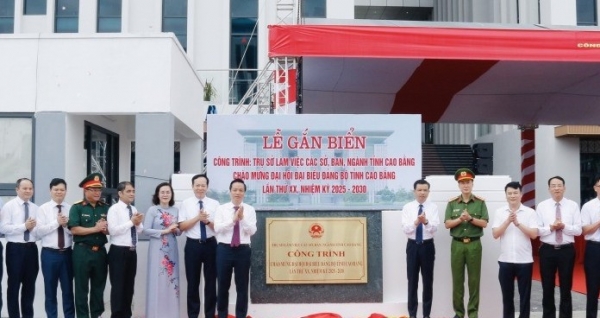 CÔNG
LỄ GẮN BIỂN
CÔNG TRÌNH: TRỤ SỞ LÀM VIỆC CÁC SỞ, BAN, NGÀNH TỈNH CAO BẰNG
CHÀO MỪNG ĐẠI HỘI ĐẠI BIỂU ĐẢNG BỘ TỈNH CAO BẰNG
LẦN THỨ XX, NHIỆM KỲ 2025 - 2030
CÔNG TRÌNH